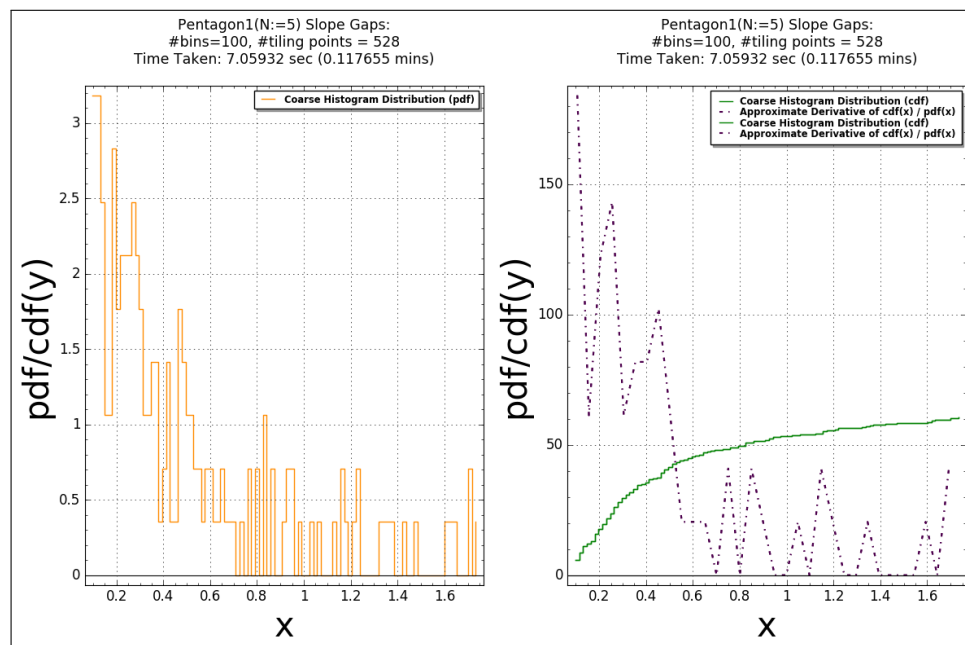 Pentagon1(N:=5) Slope Gaps:
#bins=100, #tiling points = 528
Time Taken: 7.05932 sec (0.117655 mins)
Coarse Histogram Distribution (pdf)
3
2.5
2
1.5
1
0.5
0
0.2
0.4
0.6
0.8
1
1.2
1.4
1.6
pdf/cdf(y)
x
Pentagon1(N:=5) Slope Gaps:
#bins=100, #tiling points = 528
Time Taken: 7.05932 sec (0.117655 mins)
Coarse Histogram Distribution (cdf)
Approximate Derivative of cdf(x) / pdf(x)
Coarse Histogram Distribution (cdf)
Approximate Derivative of cdf(x) / pdf(x)
150
100
50
0
0.2
0.4
0.6
0.8
1
1.2
1.4
1.6
pdf/cdf(y)
x